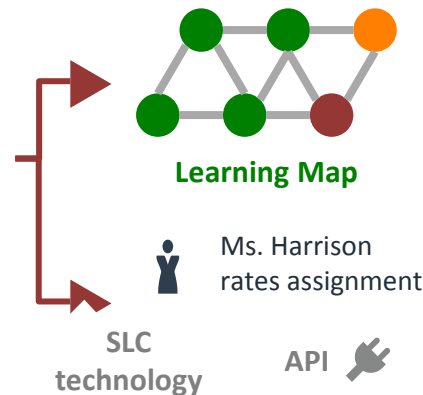 Learning Map
Ms. Harrison
rates assignment
SLC
technology
API